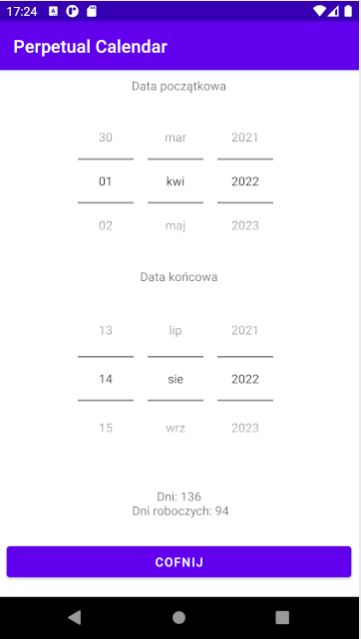 17:24
Perpetual Calendar
Data początkowa
30 mar 2021
01 kwi 2022
02 maj 2023
Data końcowa
13 lip 2021
14 sie 2022
15 wrz 2023
Dni: 136
Dni roboczych: 94
COFNIJ